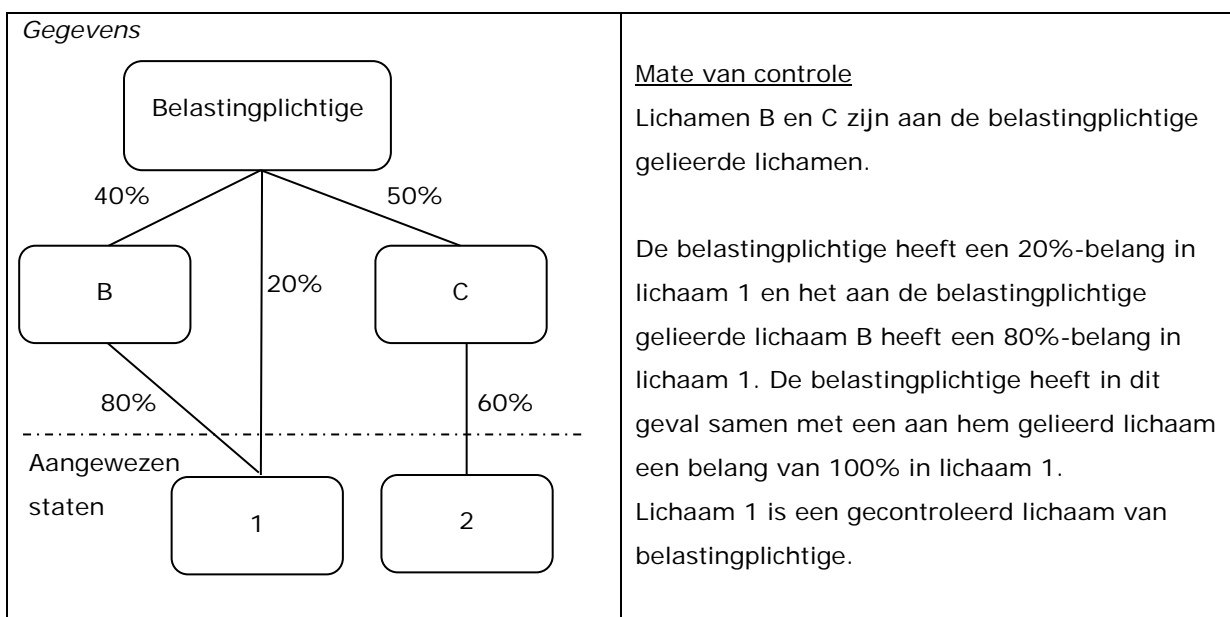 Gegevens
Belastingplichtige
40%
50%
B
20%
C
80%
60%
Aangewezen
staten
1
2
Mate van controle
Lichamen B en C zijn aan de belastingplichtige
gelieerde lichamen.
De belastingplichtige heeft een 20%-belang in
lichaam 1 en het aan de belastingplichtige
gelieerde lichaam B heeft een 80%-belang in
lichaam 1. De belastingplichtige heeft in dit
geval samen met een aan hem gelieerd lichaam
een belang van 100% in lichaam 1.
Lichaam 1 is een gecontroleerd lichaam van
belastingplichtige.